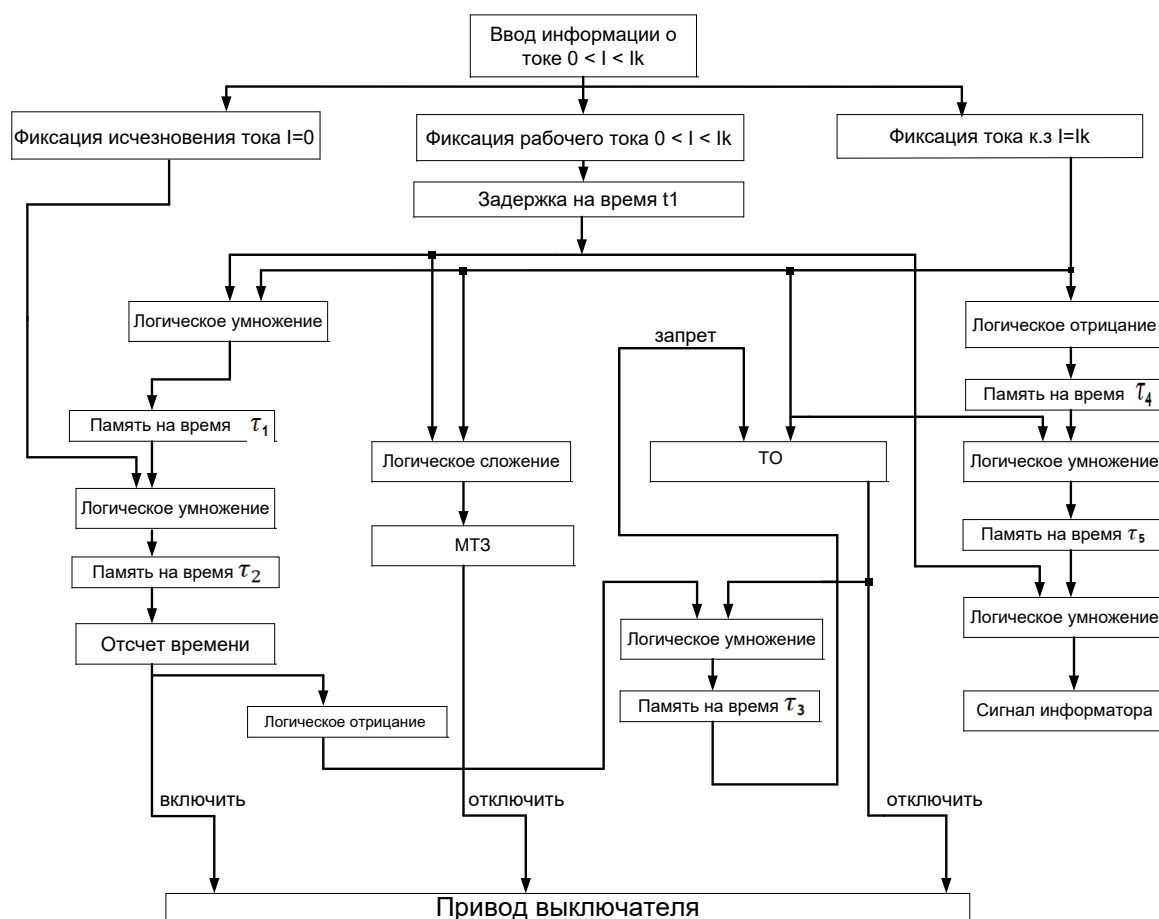 Ввод информации о
токе 0 < I < Ik
Фиксация исчезновения тока I=0
Фиксация рабочего тока 0 < I < Ik
Фиксация тока к.з I=Ik
Задержка на время t1
Логическое умножение
Логическое отрицание
запрет
Память на время τ4
Память на время τ1
Логическое сложение
ТО
Логическое умножение
Логическое умножение
МТЗ
Память на время τ5
Память на время τ2
Логическое умножение
Логическое умножение
Отсчет времени
Память на время τ3
Сигнал информатора
Логическое отрицание
включить
отключить
отключить
Привод выключателя